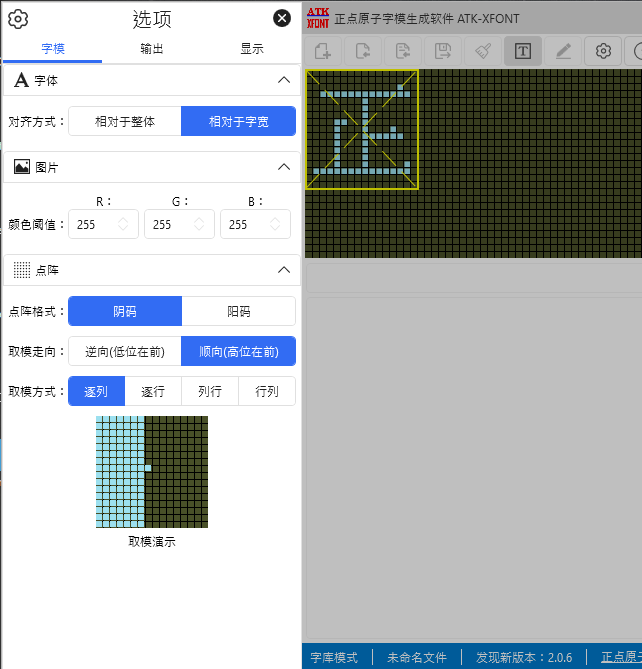 选项
字模 输出 显示
A 字体
对齐方式： 相对于整体 相对于字宽
图片
R： G： B：
颜色阈值： 255 255 255
点阵
点阵格式： 阴码 阳码
取模走向： 逆向(低位在前) 顺向(高位在前)
取模方式： 逐列 逐行 列行 行列
取模演示
ATK XFONT 正点原子字模生成软件 ATK-XFONT
T
正
字库模式 未命名文件 发现新版本：2.0.6 正点原